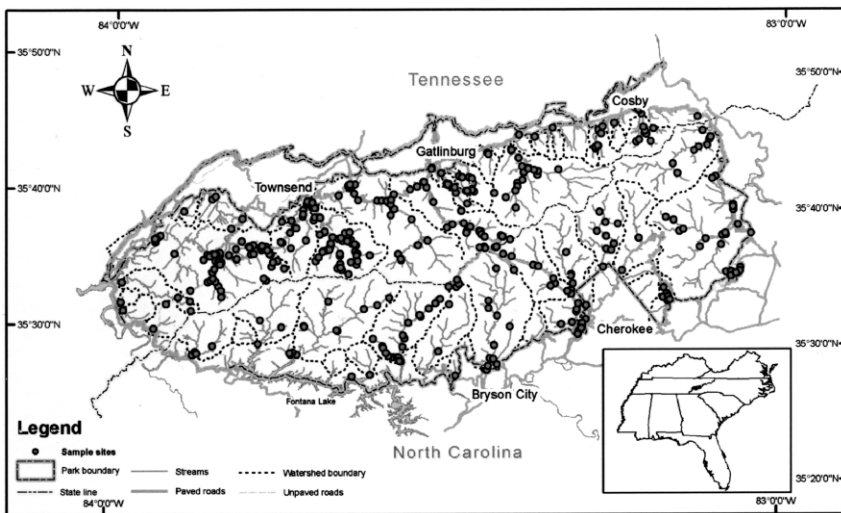 84°0'0"W
83°0'0"W
35°50'0"N
35°50'0"N
N
W E
S
Tennessee
Cosby
Gatlinburg
Townsend
35°40'0"N
35°40'0"N
35°30'0"N
35°30'0"N
Cherokee
Bryson City
Fontana Lake
North Carolina
Legend
Sample sites
Park boundary
Streams
Watershed boundary
State line
Paved roads
Unpaved roads
35°20'0"N
84°0'0"W
83°0'0"W